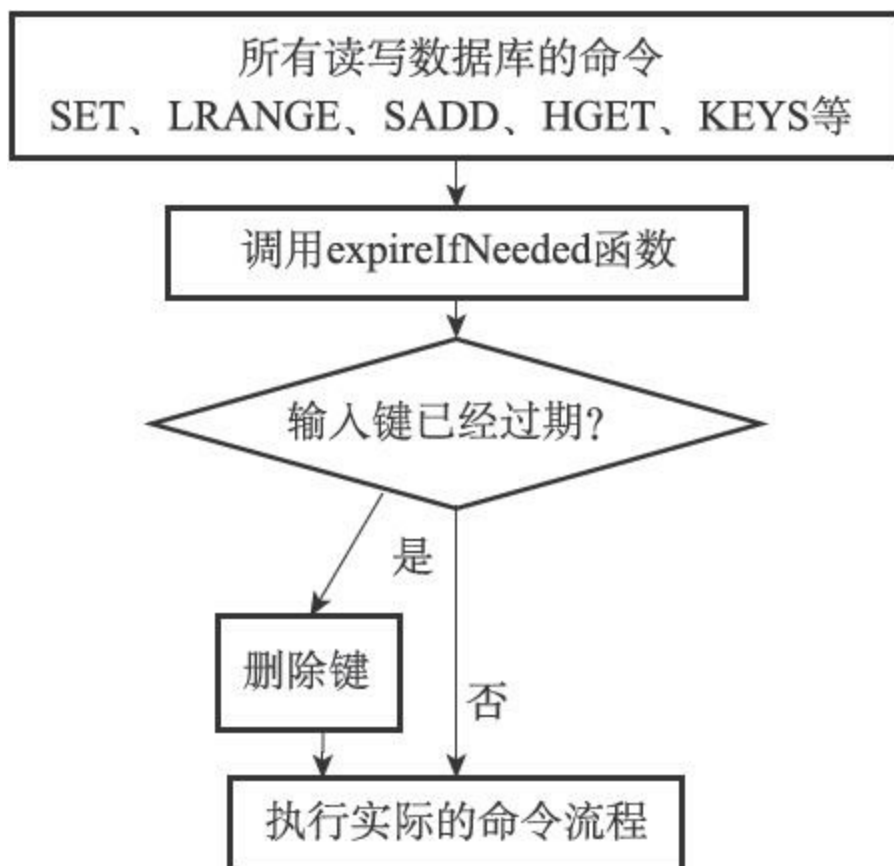 所有读写数据库的命令
SET、LRANGE、SADD、HGET、KEYS等
调用expireIfNeeded函数
输入键已经过期?
是
删除键
否
执行实际的命令流程